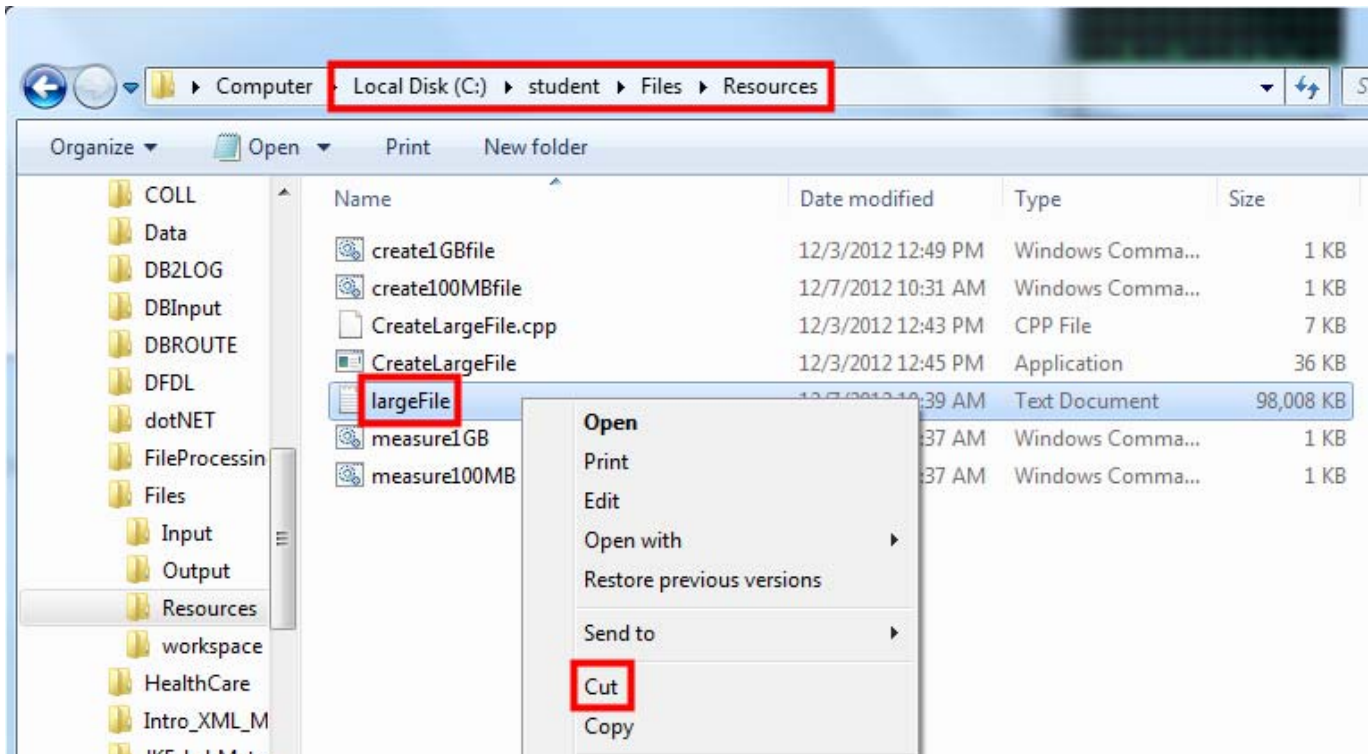 Computer Local Disk (C:) student Files Resources
Organize Open Print New folder
COLL
Data
DB2LOG
DBInput
DBROUTE
DFDL
dotNET
FileProcessin
Files
Input
Output
Resources
workspace
HealthCare
Intro_XML_M
Name Date modified Type Size
create1GBfile 12/3/2012 12:49 PM Windows Comma... 1 KB
create100MBfile 12/7/2012 10:31 AM Windows Comma... 1 KB
CreateLargeFile.cpp 12/3/2012 12:43 PM CPP File 7 KB
CreateLargeFile 12/3/2012 12:45 PM Application 36 KB
largeFile :39 AM Text Document 98,008 KB
measure1GB :37 AM Windows Comma... 1 KB
measure100MB :37 AM Windows Comma... 1 KB
Open
Print
Edit
Open with
Restore previous versions
Send to
Cut
Copy